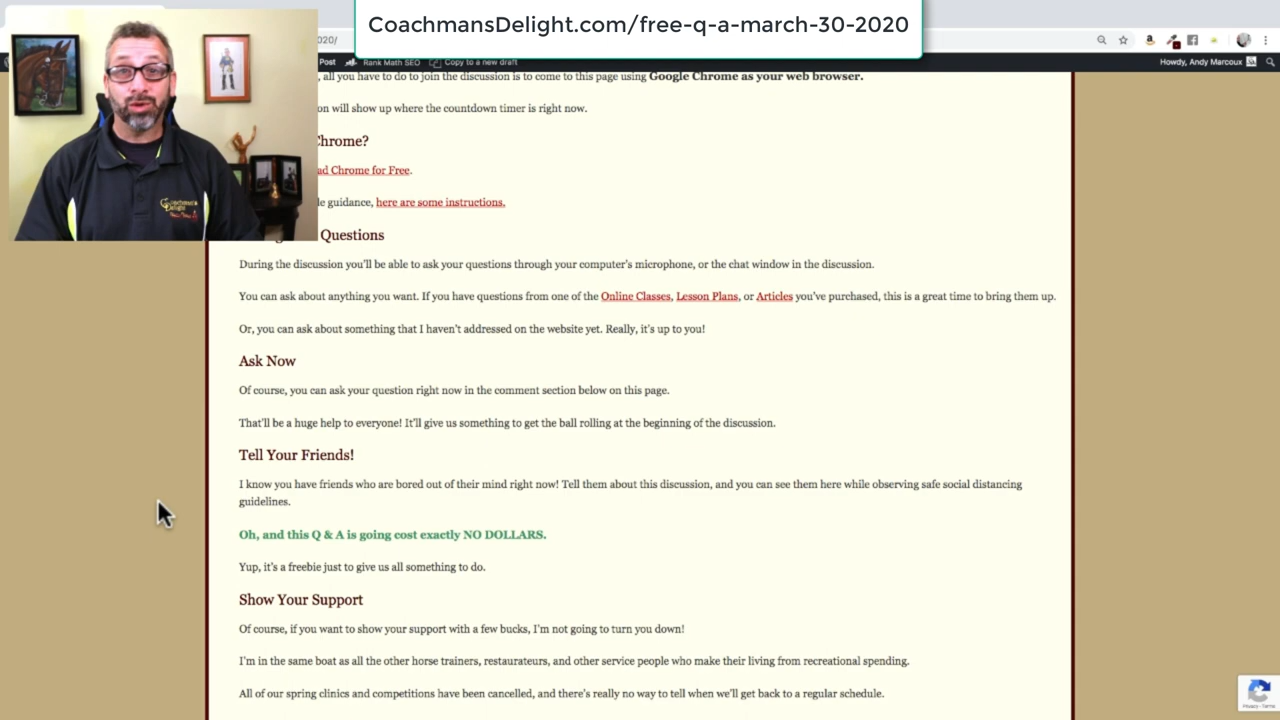 CoachmansDelight.com/free-q-a-march-30-2020
020/
Post Rank Math SEO Copy to a new draft Howdy, Andy Marcoux
, all you have to do to join the discussion is to come to this page using Google Chrome as your web browser.
on will show up where the countdown timer is right now.
Chrome?
ad Chrome for Free.
le guidance, here are some instructions.
Questions
During the discussion you'll be able to ask your questions through your computer's microphone, or the chat window in the discussion.
You can ask about anything you want. If you have questions from one of the Online Classes, Lesson Plans, or Articles you've purchased, this is a great time to bring them up.
Or, you can ask about something that I haven't addressed on the website yet. Really, it's up to you!
Ask Now
Of course, you can ask your question right now in the comment section below on this page.
That'll be a huge help to everyone! It'll give us something to get the ball rolling at the beginning of the discussion.
Tell Your Friends!
I know you have friends who are bored out of their mind right now! Tell them about this discussion, and you can see them here while observing safe social distancing
guidelines.
Oh, and this Q & A is going cost exactly NO DOLLARS.
Yup, it's a freebie just to give us all something to do.
Show Your Support
Of course, if you want to show your support with a few bucks, I'm not going to turn you down!
I'm in the same boat as all the other horse trainers, restaurateurs, and other service people who make their living from recreational spending.
All of our spring clinics and competitions have been cancelled, and there's really no way to tell when we'll get back to a regular schedule.
Coachman's
Delight
Privacy - Terms